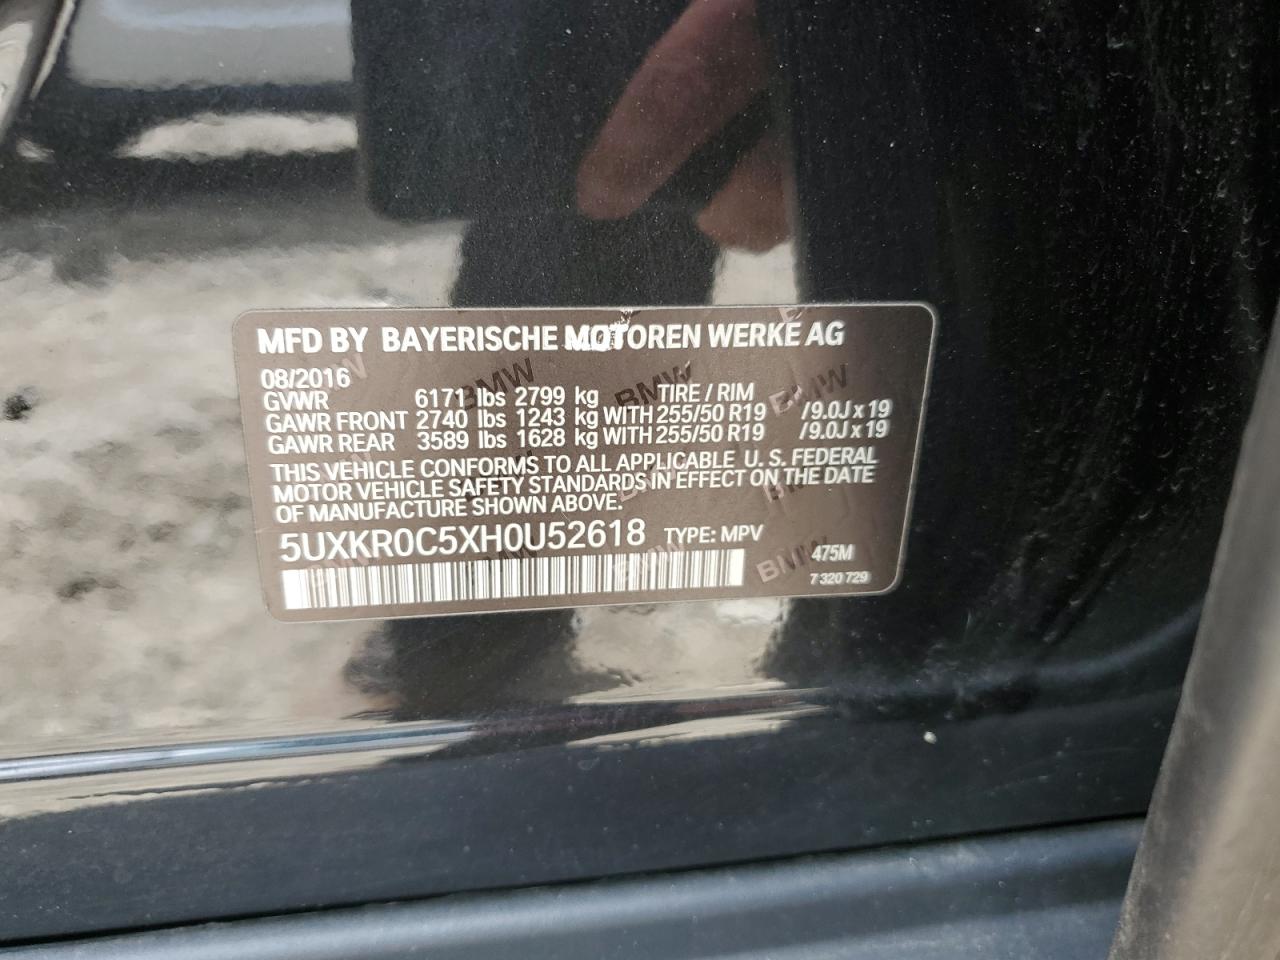 MFD BY BAYERISCHE MOTOREN WERKE AG
08/2016
GVWR 6171 lbs 2799 kg TIRE / RIM
GAWR FRONT 2740 lbs 1243 kg WITH 255/50 R19 /9.0J x 19
GAWR REAR 3589 lbs 1628 kg WITH 255/50 R19 /9.0J x 19
THIS VEHICLE CONFORMS TO ALL APPLICABLE U. S. FEDERAL
MOTOR VEHICLE SAFETY STANDARDS IN EFFECT ON THE DATE
OF MANUFACTURE SHOWN ABOVE.
5UXKR0C5XH0U52618 TYPE: MPV
475M
7 320 729